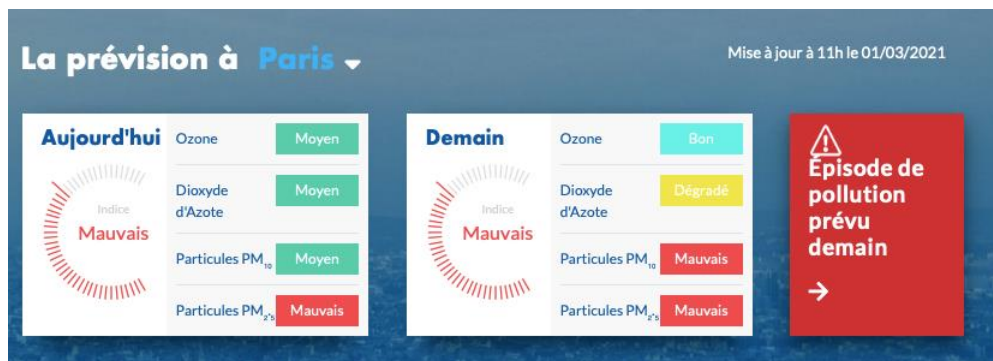 La prévision à Paris
Mise à jour à 11h le 01/03/2021
Aujourd'hui
Indice
Mauvais
Ozone Moyen
Dioxyde
d'Azote
Moyen
Particules PM₁₀ Moyen
Particules PM₂,₅ Mauvais
Demain
Indice
Mauvais
Ozone Bon
Dioxyde
d'Azote
Dégradé
Particules PM₁₀ Mauvais
Particules PM₂,₅ Mauvais
Épisode de
pollution
prévu
demain